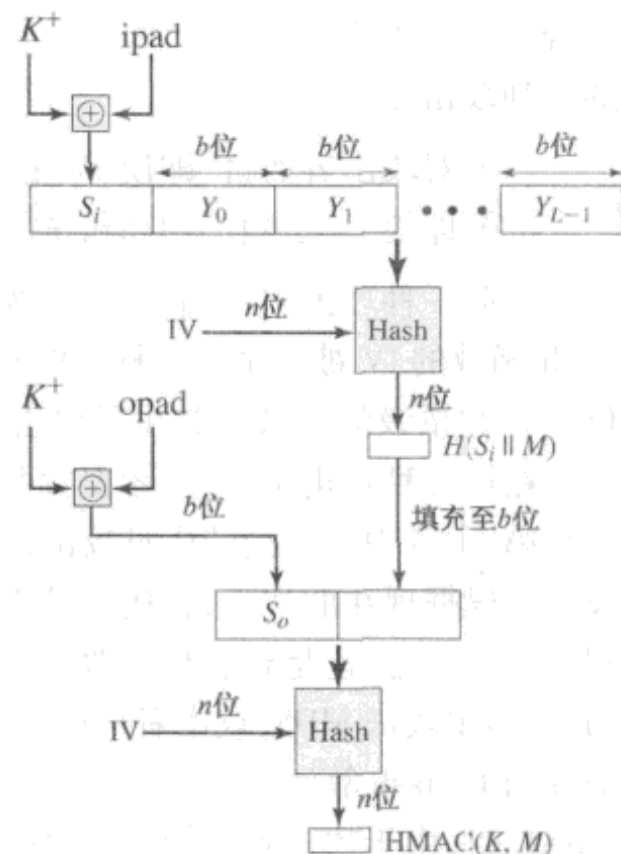 K⁺ ipad
⊕
b位 b位 b位
Sᵢ Y₀ Y₁ • • • Y_{L−1}
IV n位 Hash
n位
H(Sᵢ || M)
K⁺ opad
⊕
b位
填充至b位
Sₒ
IV n位 Hash
n位
HMAC(K, M)